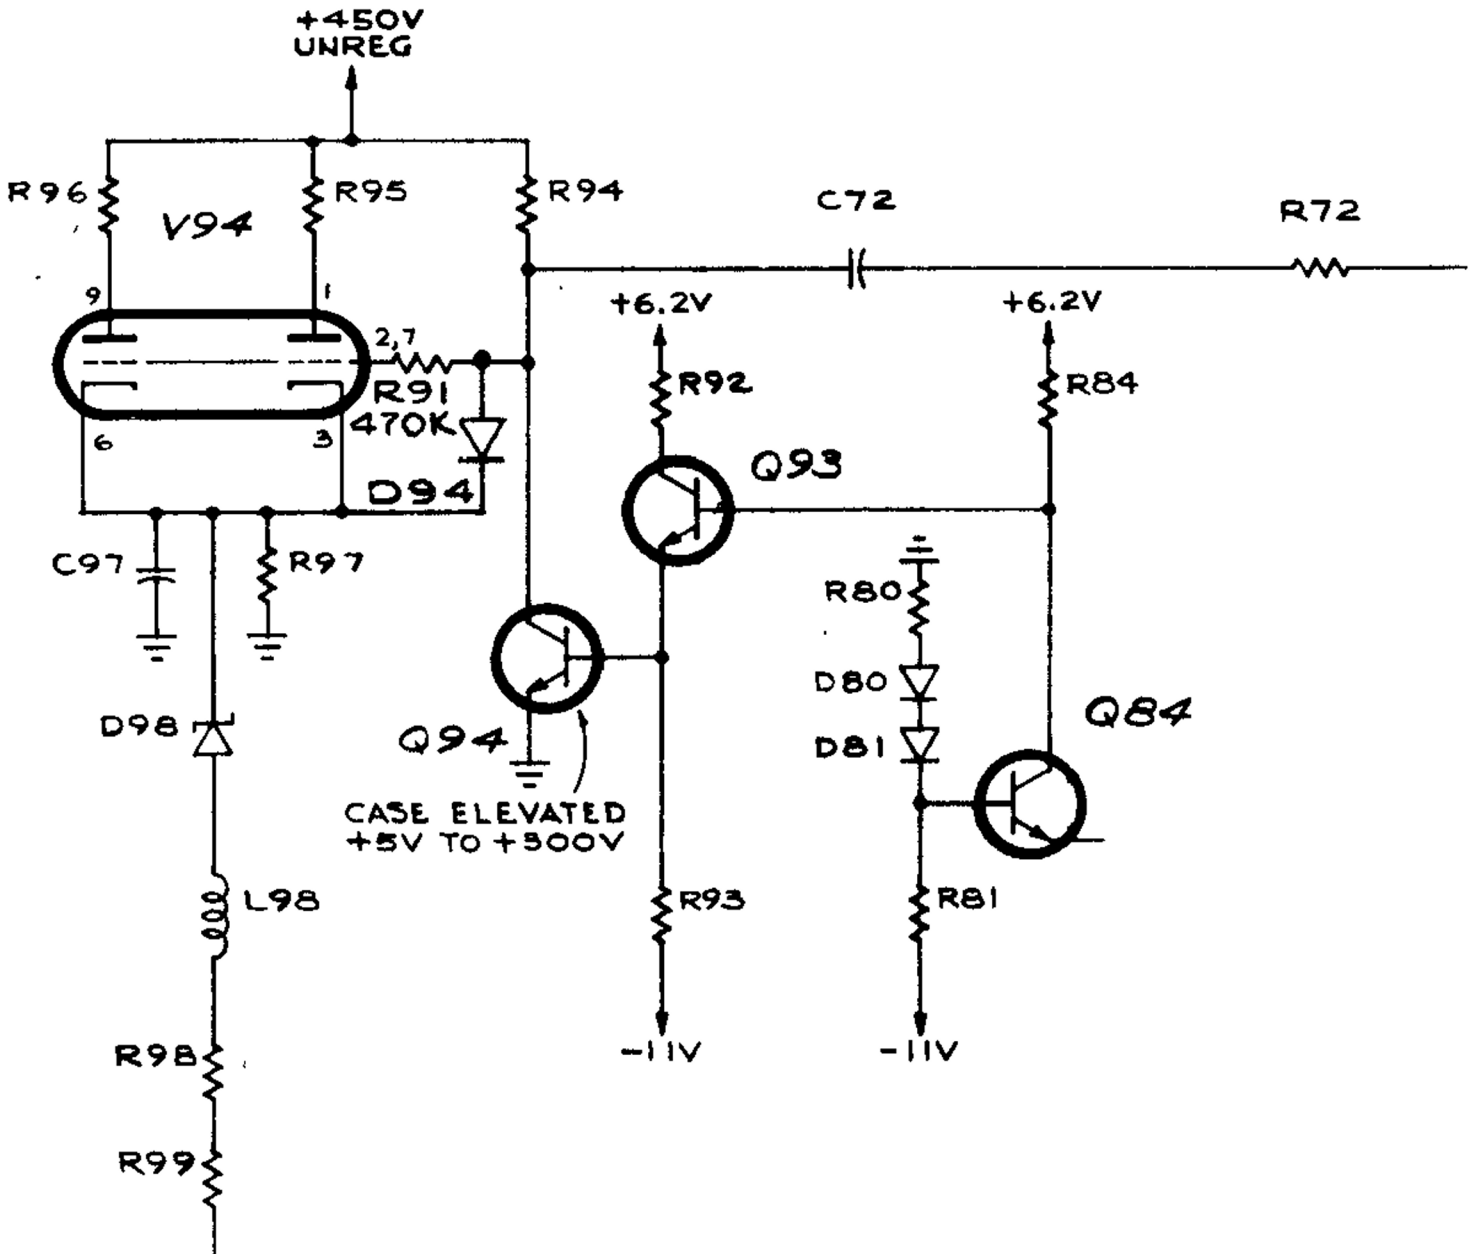 +450V
UNREG
R96
V94
R95
R94
C72
R72
9
1
+6.2V
+6.2V
2,7
R91
470K
R92
R84
6
3
D94
Q93
C97
R97
R80
D80
D98
Q94
D81
Q84
CASE ELEVATED
+5V TO +300V
L98
R93
R81
-11V
-11V
R98
R99